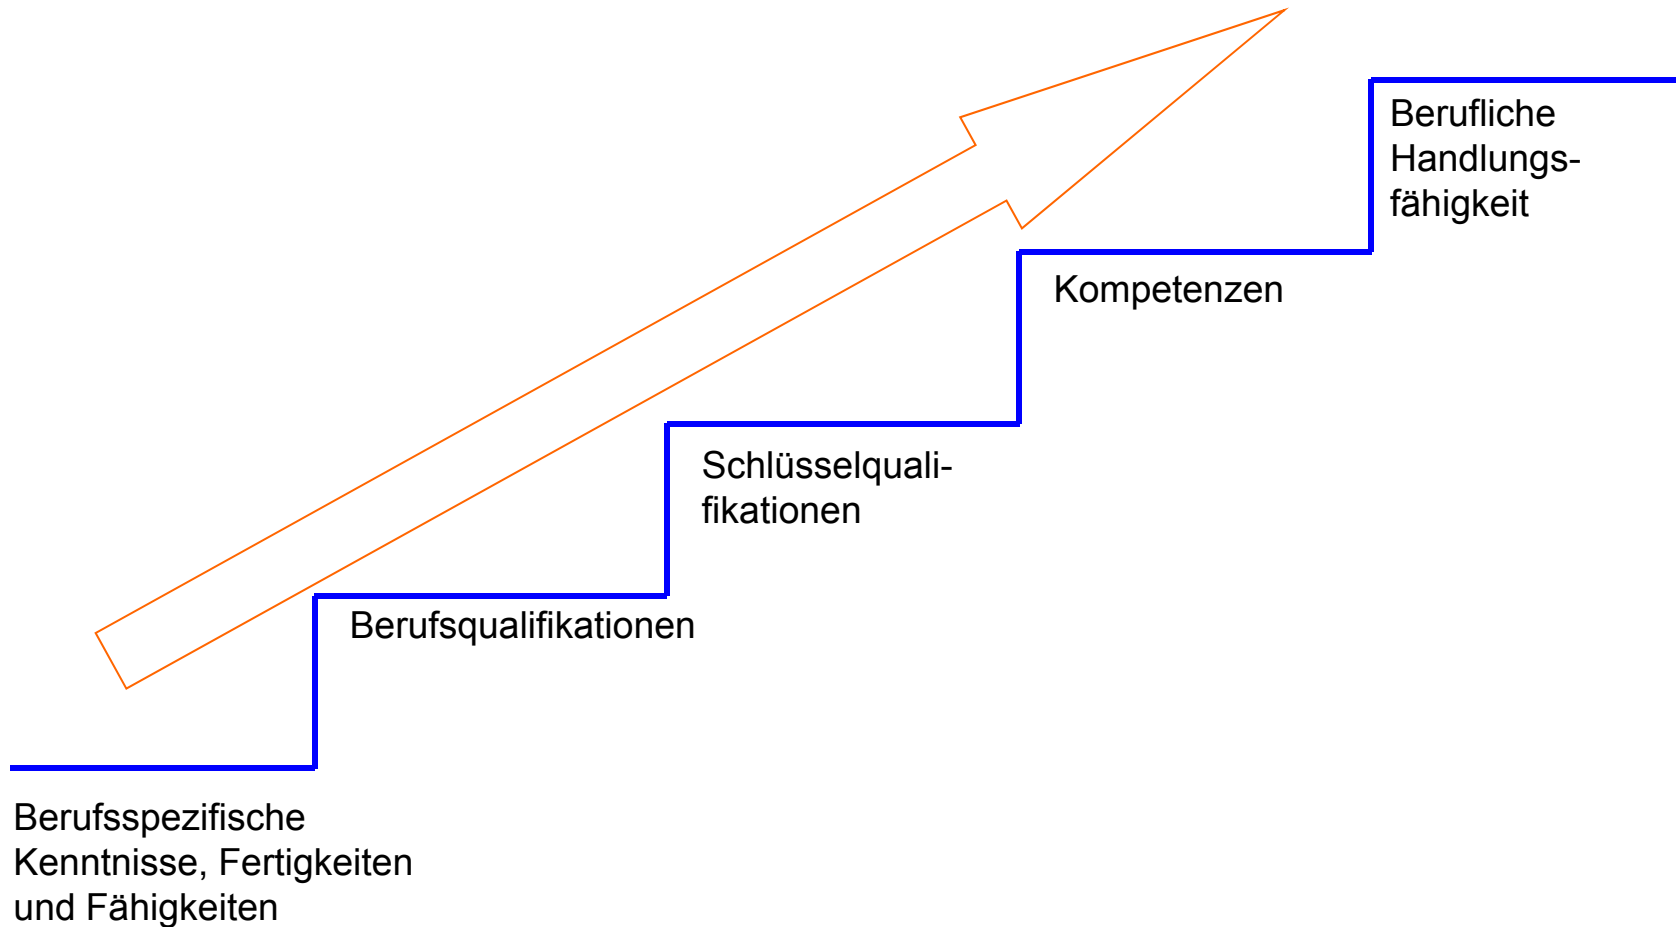 Berufliche
Handlungs-
fähigkeit
Kompetenzen
Schlüsselquali-
fikationen
Berufsqualifikationen
Berufsspezifische
Kenntnisse, Fertigkeiten
und Fähigkeiten